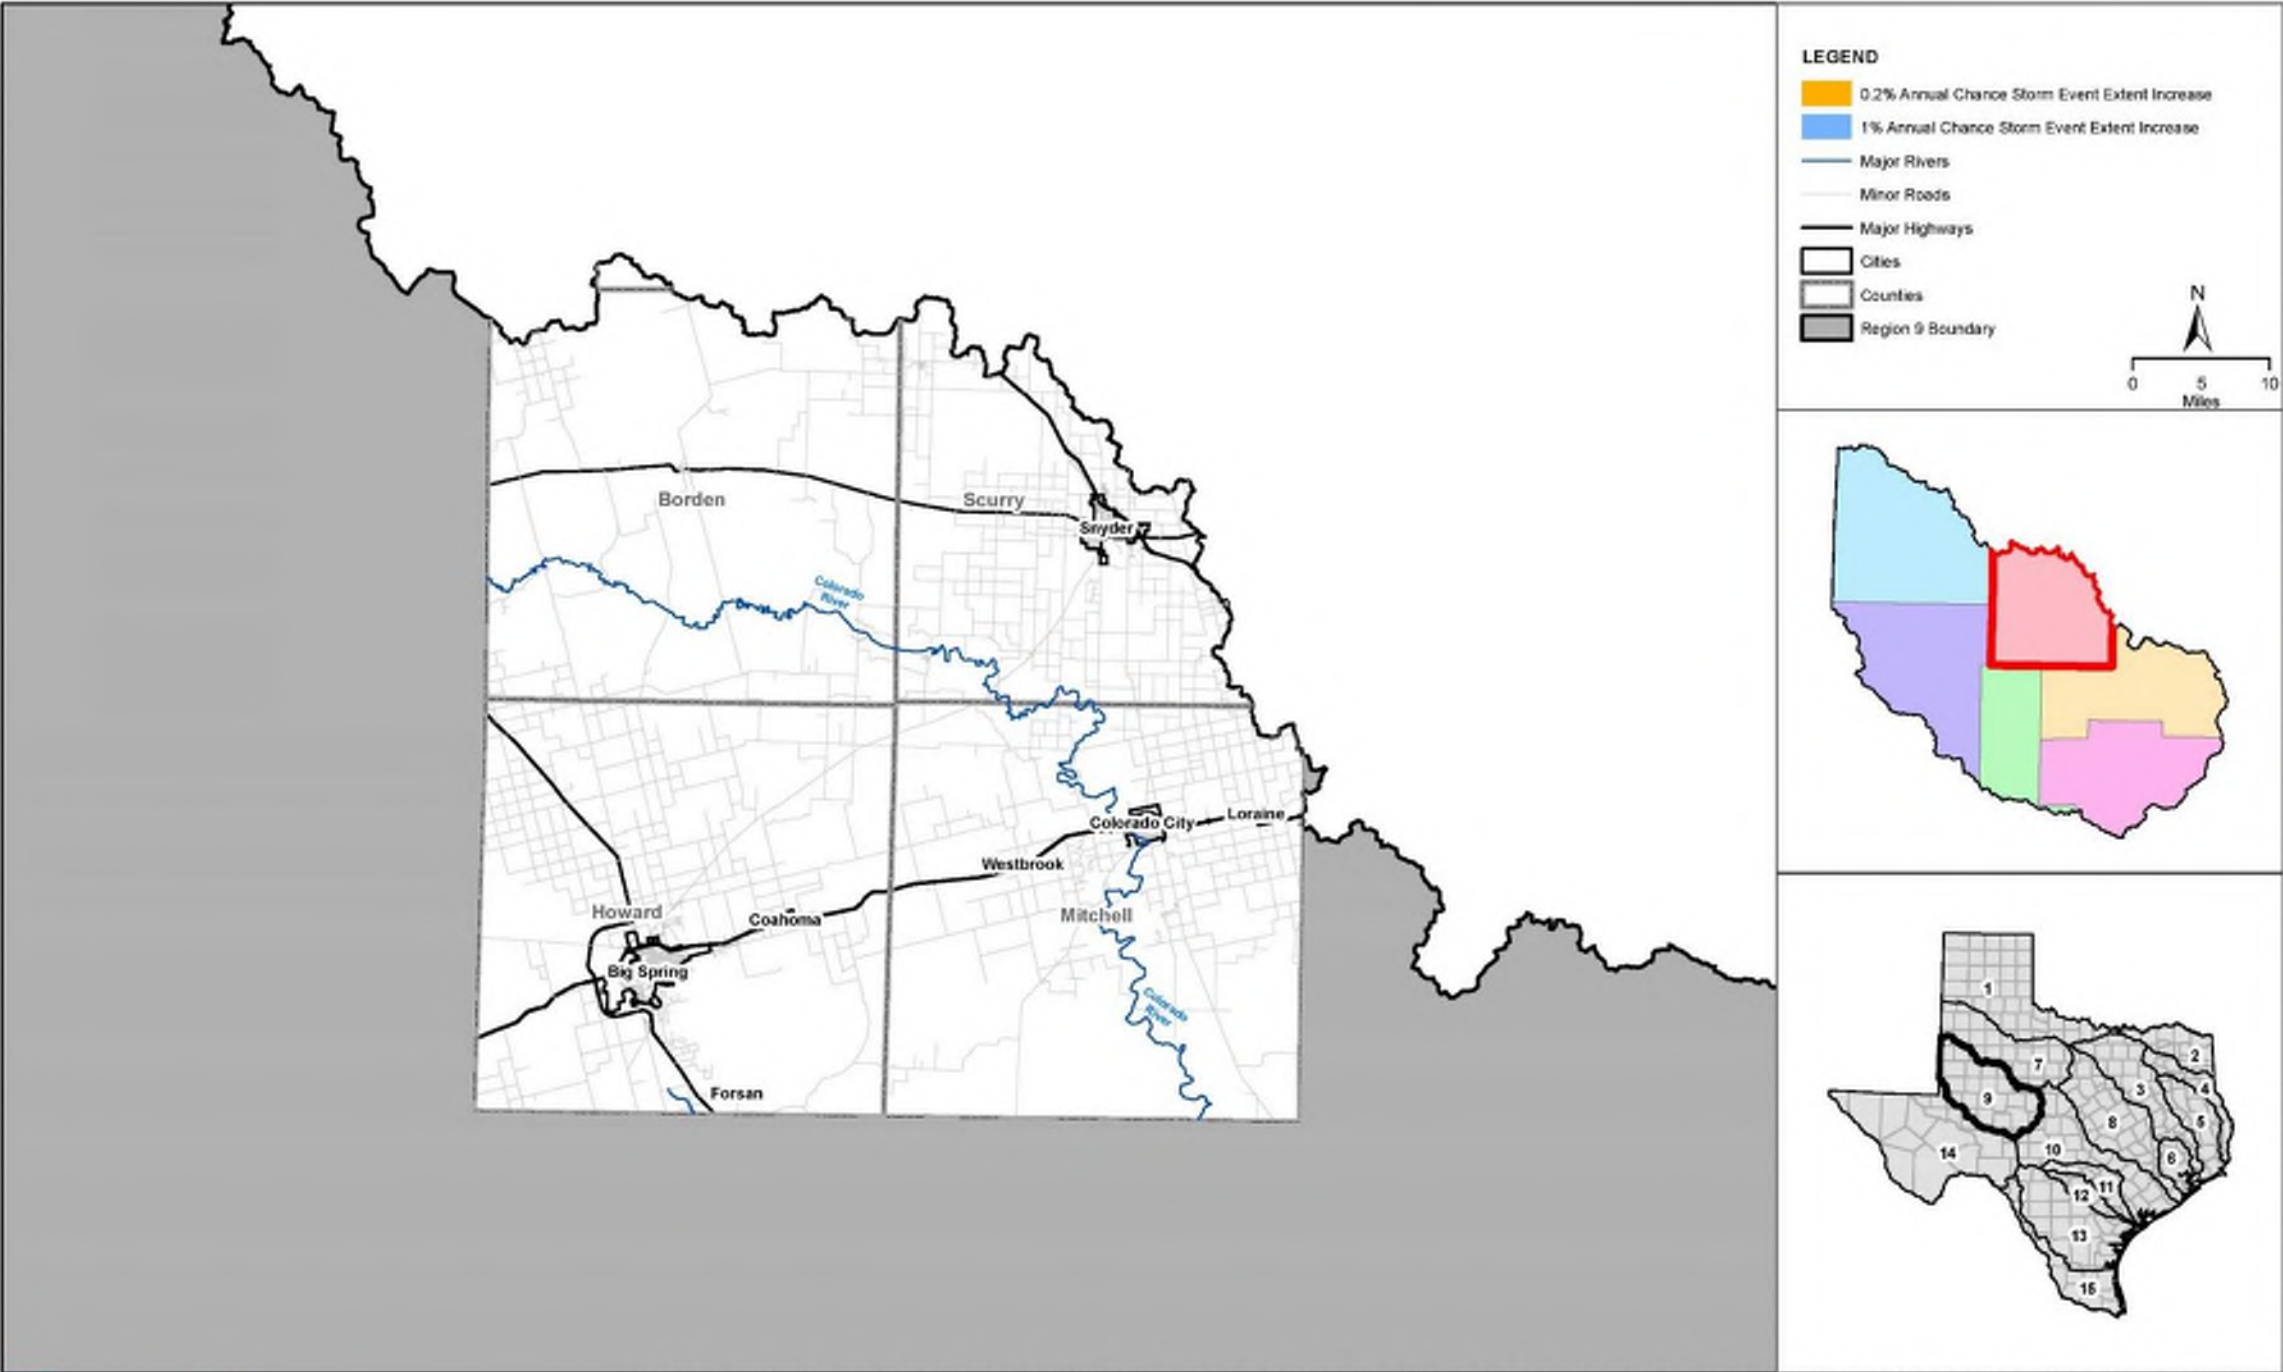 LEGEND
0.2% Annual Chance Storm Event Extent Increase
1% Annual Chance Storm Event Extent Increase
Major Rivers
Minor Roads
Major Highways
Cities
Counties
Region 9 Boundary
N
0 5 10
Miles
Borden
Scurry
Snyder
Colorado
River
Colorado City
Loraine
Westbrook
Howard
Coahoma
Mitchell
Big Spring
Colorado
River
Forsan
1
2
7
3
4
9
8
5
10
14
6
11
12
13
15